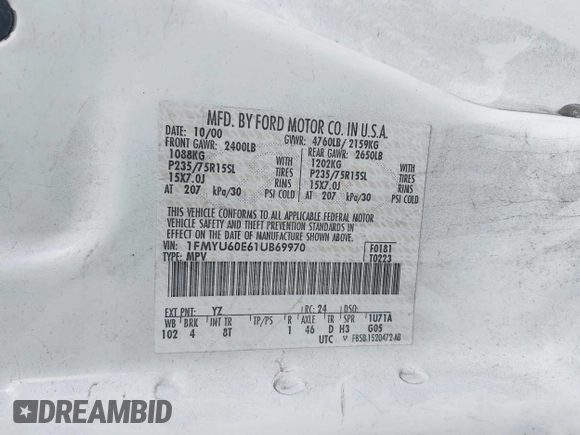 MFD. BY FORD MOTOR CO. IN U.S.A.
DATE: 10/00 GVWR: 4760LB/ 2159KG
FRONT GAWR: 2400LB REAR GAWR: 2650LB
1088KG WITH 1202KG WITH
P235/75R15SL TIRES P235/75R15SL TIRES
15X7.0J RIMS 15X7.0J RIMS
AT 207 kPa/30 PSI COLD AT 207 kPa/30 PSI COLD
THIS VEHICLE CONFORMS TO ALL APPLICABLE FEDERAL MOTOR
VEHICLE SAFETY AND BUMPER STANDARDS IN EFFECT ON THE
DATE OF MANUFACTURE SHOWN ABOVE.
VIN: 1FMYU60E61UB69970 F0181
TYPE: MPV T0223
EXT PNT: YZ RC: 24 DSO:
WB BRK INT TR TP/PS R AXLE TR SPR 1U71A
102 4 8T 1 46 D H3 G05
UTC F85B 1520472 AB
DREAMBID